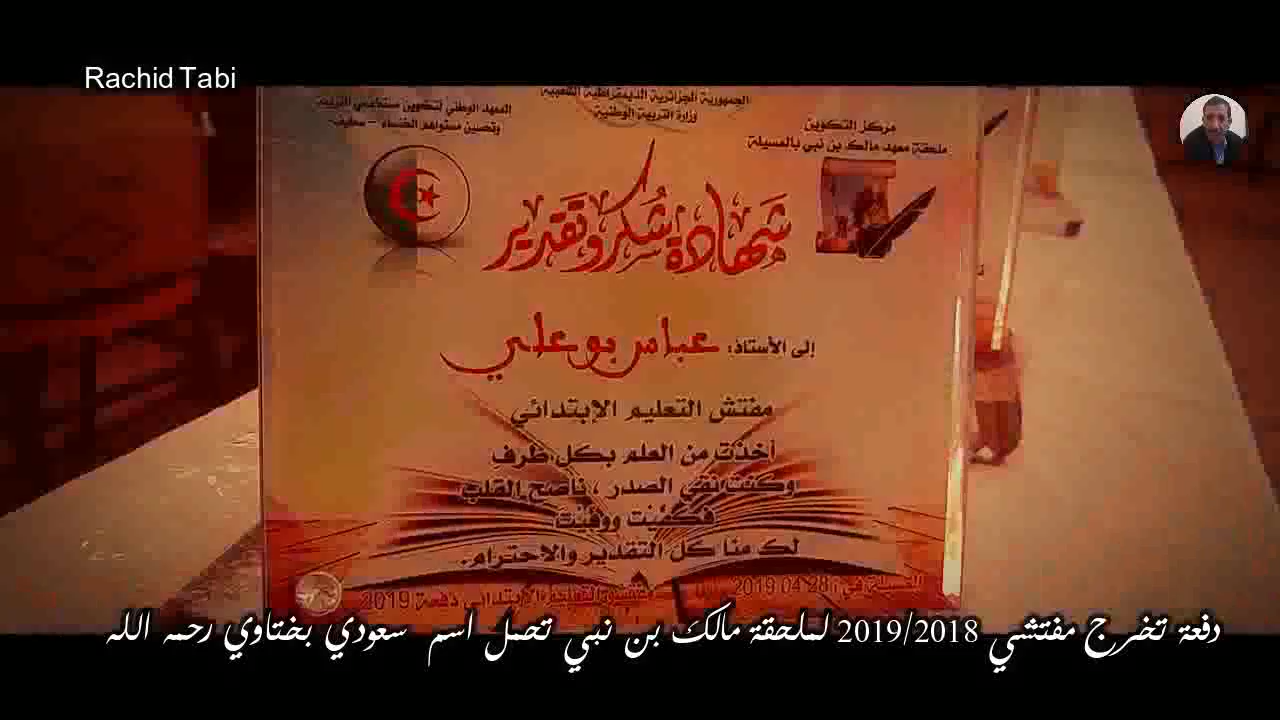 Rachid Tabi
الجمهورية الجزائرية الديمقراطية الشعبية
وزارة التربية الوطنية
مركز التكوين
ملحقة معهد مالك بن نبي بالمسيلة
المعهد الوطني لتكوين مستخدمي التربية
وتحسين مستواهم الخنساء – سطيف-
شهادة شكر وتقدير
إلى الأستاذ: عباس بوعلي
مفتش التعليم الإبتدائي
أخذت من العلم بكل طرف
وكنت نقي الصدر ، ناصح القلب
ووفيت
لك منا كل التقدير والاحترام.
المسيلة في: 28 04 2019
الإبتدائي دفعة 2019
دفعة تخرج مفتشي 2019/2018 لملحقة مالك بن نبي تحمل اسم سعودي بختاوي رحمه الله